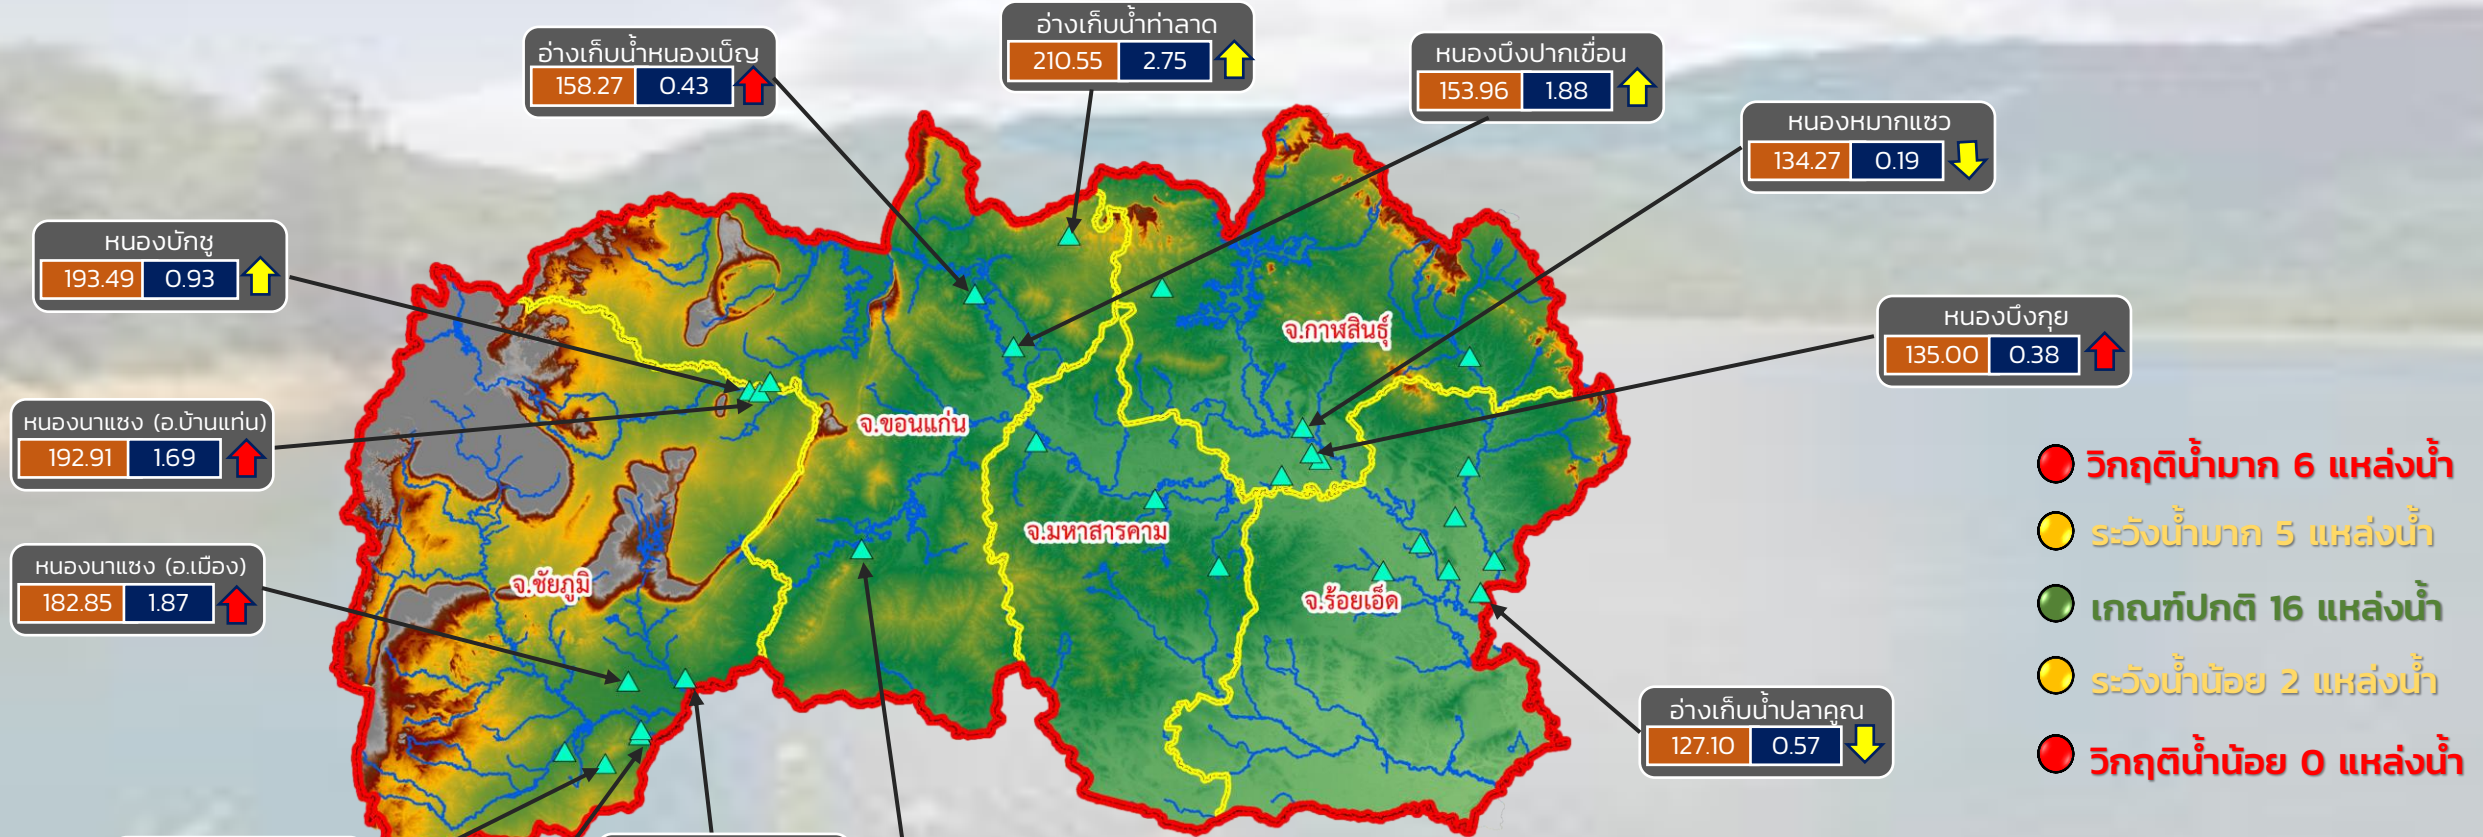 อ่างเก็บน้ำท่าลาด
210.55 2.75
อ่างเก็บน้ำหนองเบ็ญ
158.27 0.43
หนองบึงปากเขื่อน
153.96 1.88
หนองหมากแซว
134.27 0.19
หนองบักชู
193.49 0.93
หนองบึงกุย
135.00 0.38
จ.กาฬสินธุ์
หนองนาแซง (อ.บ้านแท่น)
192.91 1.69
จ.ขอนแก่น
วิกฤติน้ำมาก 6 แหล่งน้ำ
ระวังน้ำมาก 5 แหล่งน้ำ
จ.มหาสารคาม
หนองนาแซง (อ.เมือง)
182.85 1.87
จ.ชัยภูมิ
จ.ร้อยเอ็ด
เกณฑ์ปกติ 16 แหล่งน้ำ
ระวังน้ำน้อย 2 แหล่งน้ำ
อ่างเก็บน้ำปลาคูณ
127.10 0.57
วิกฤติน้ำน้อย 0 แหล่งน้ำ